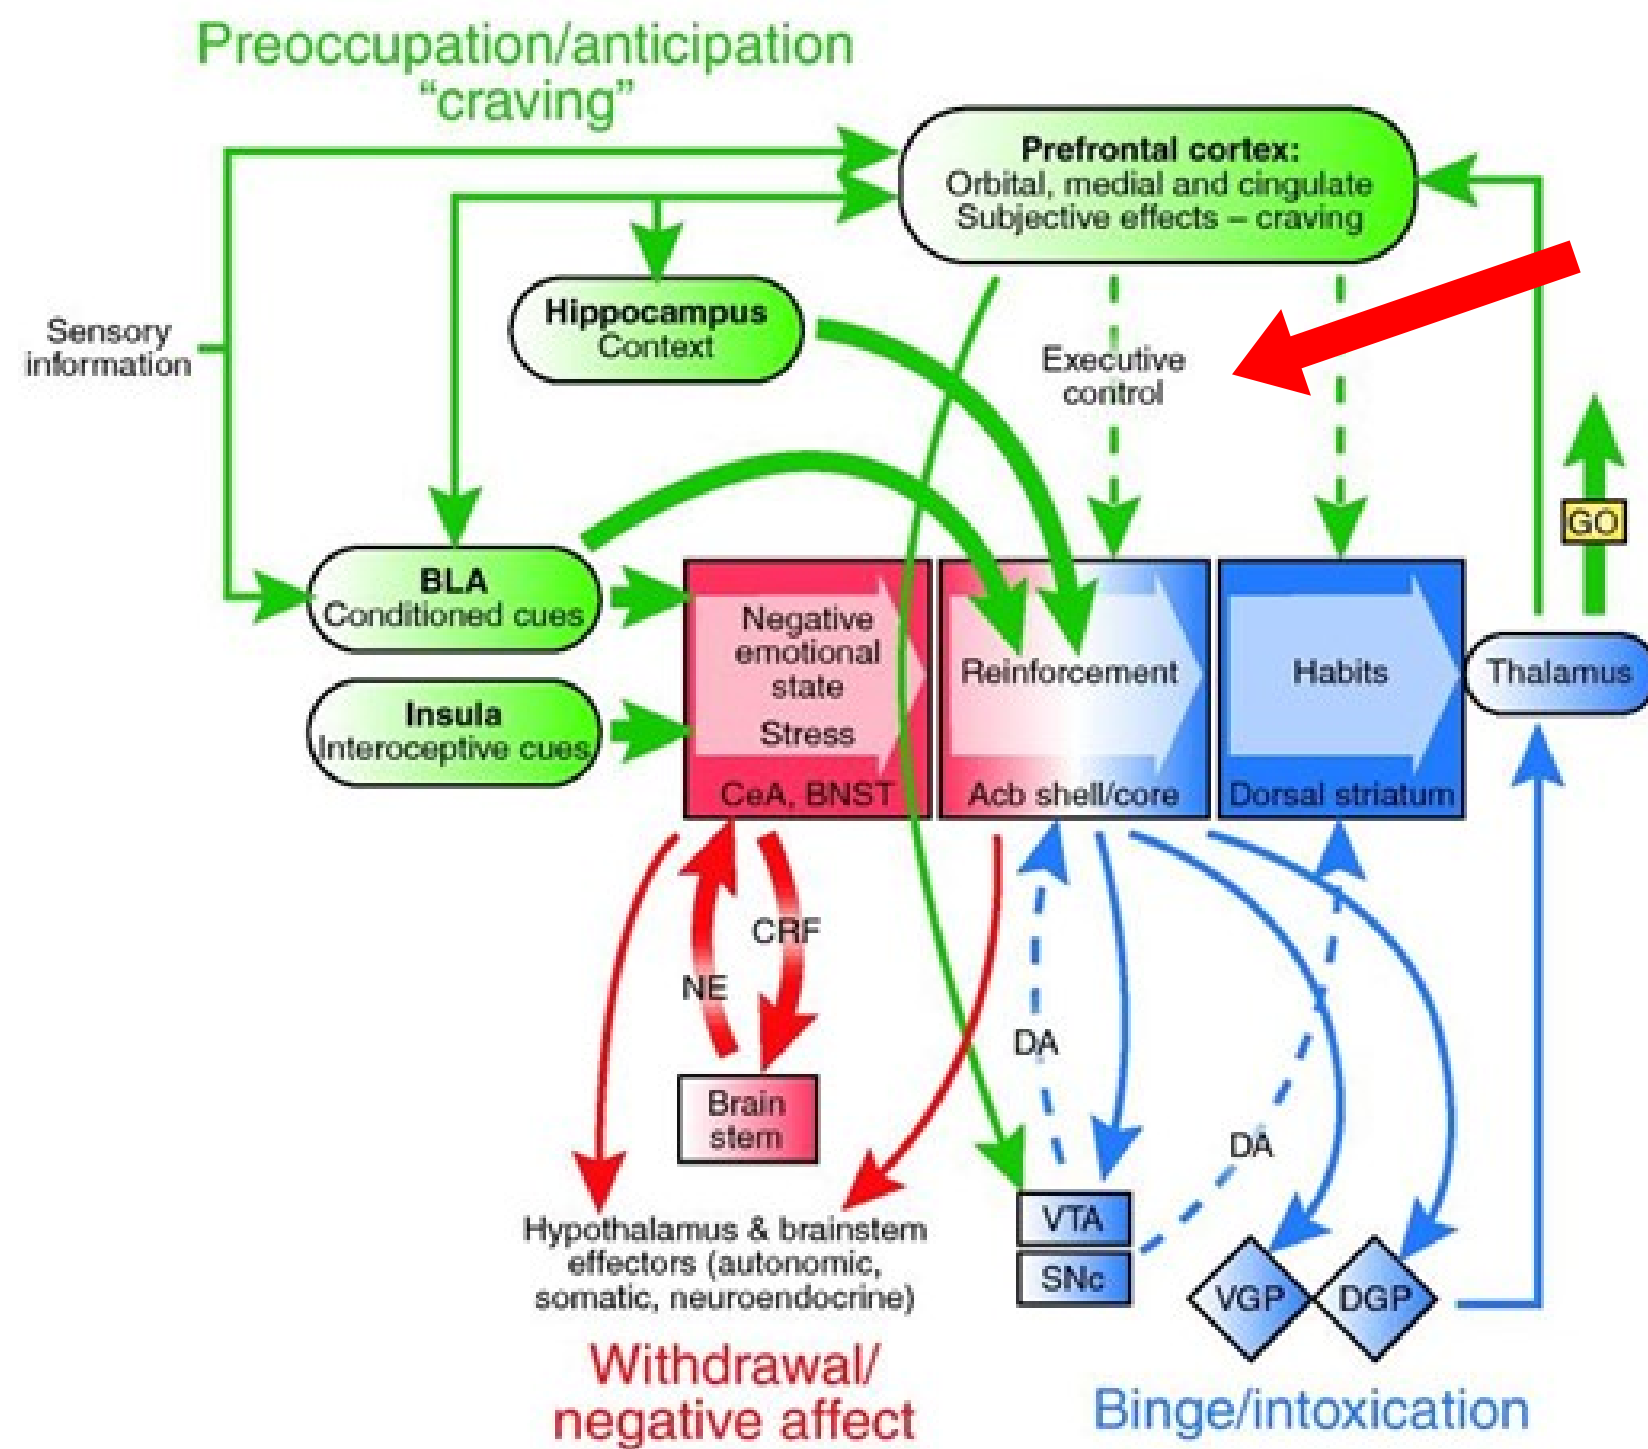 Preoccupation/anticipation
“craving”
Prefrontal cortex:
Orbital, medial and cingulate
Subjective effects – craving
Hippocampus
Context
Sensory
information
Executive
control
GO
BLA
Conditioned cues
Insula
Interoceptive cues
Negative
emotional
state
Stress
CeA, BNST
Reinforcement
Acb shell/core
Habits
Dorsal striatum
Thalamus
CRF
NE
DA
DA
Brain
stem
Hypothalamus & brainstem
effectors (autonomic,
somatic, neuroendocrine)
VTA
SNc
VGP
DGP
Withdrawal/
negative affect
Binge/intoxication